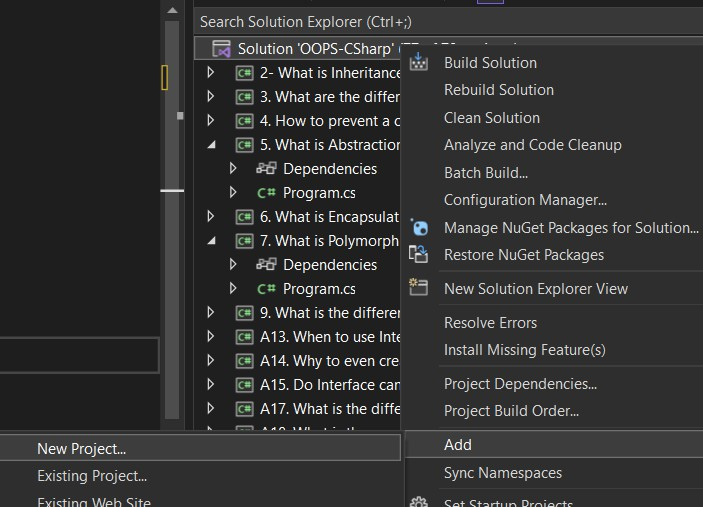 Search Solution Explorer (Ctrl+;)
Solution 'OOPS-CSharp'
C# 2- What is Inheritance
C# 3. What are the differ
C# 4. How to prevent a c
C# 5. What is Abstraction
Dependencies
C# Program.cs
C# 6. What is Encapsulat
C# 7. What is Polymorph
Dependencies
C# Program.cs
C# 9. What is the differen
C# A13. When to use Inte
C# A14. Why to even cre
C# A15. Do Interface can
C# A17. What is the diffe
Build Solution
Rebuild Solution
Clean Solution
Analyze and Code Cleanup
Batch Build...
Configuration Manager...
Manage NuGet Packages for Solution...
Restore NuGet Packages
New Solution Explorer View
Resolve Errors
Install Missing Feature(s)
Project Dependencies...
Project Build Order...
Add
Sync Namespaces
Set Startup Projects
New Project...
Existing Project...
Existing Web Site